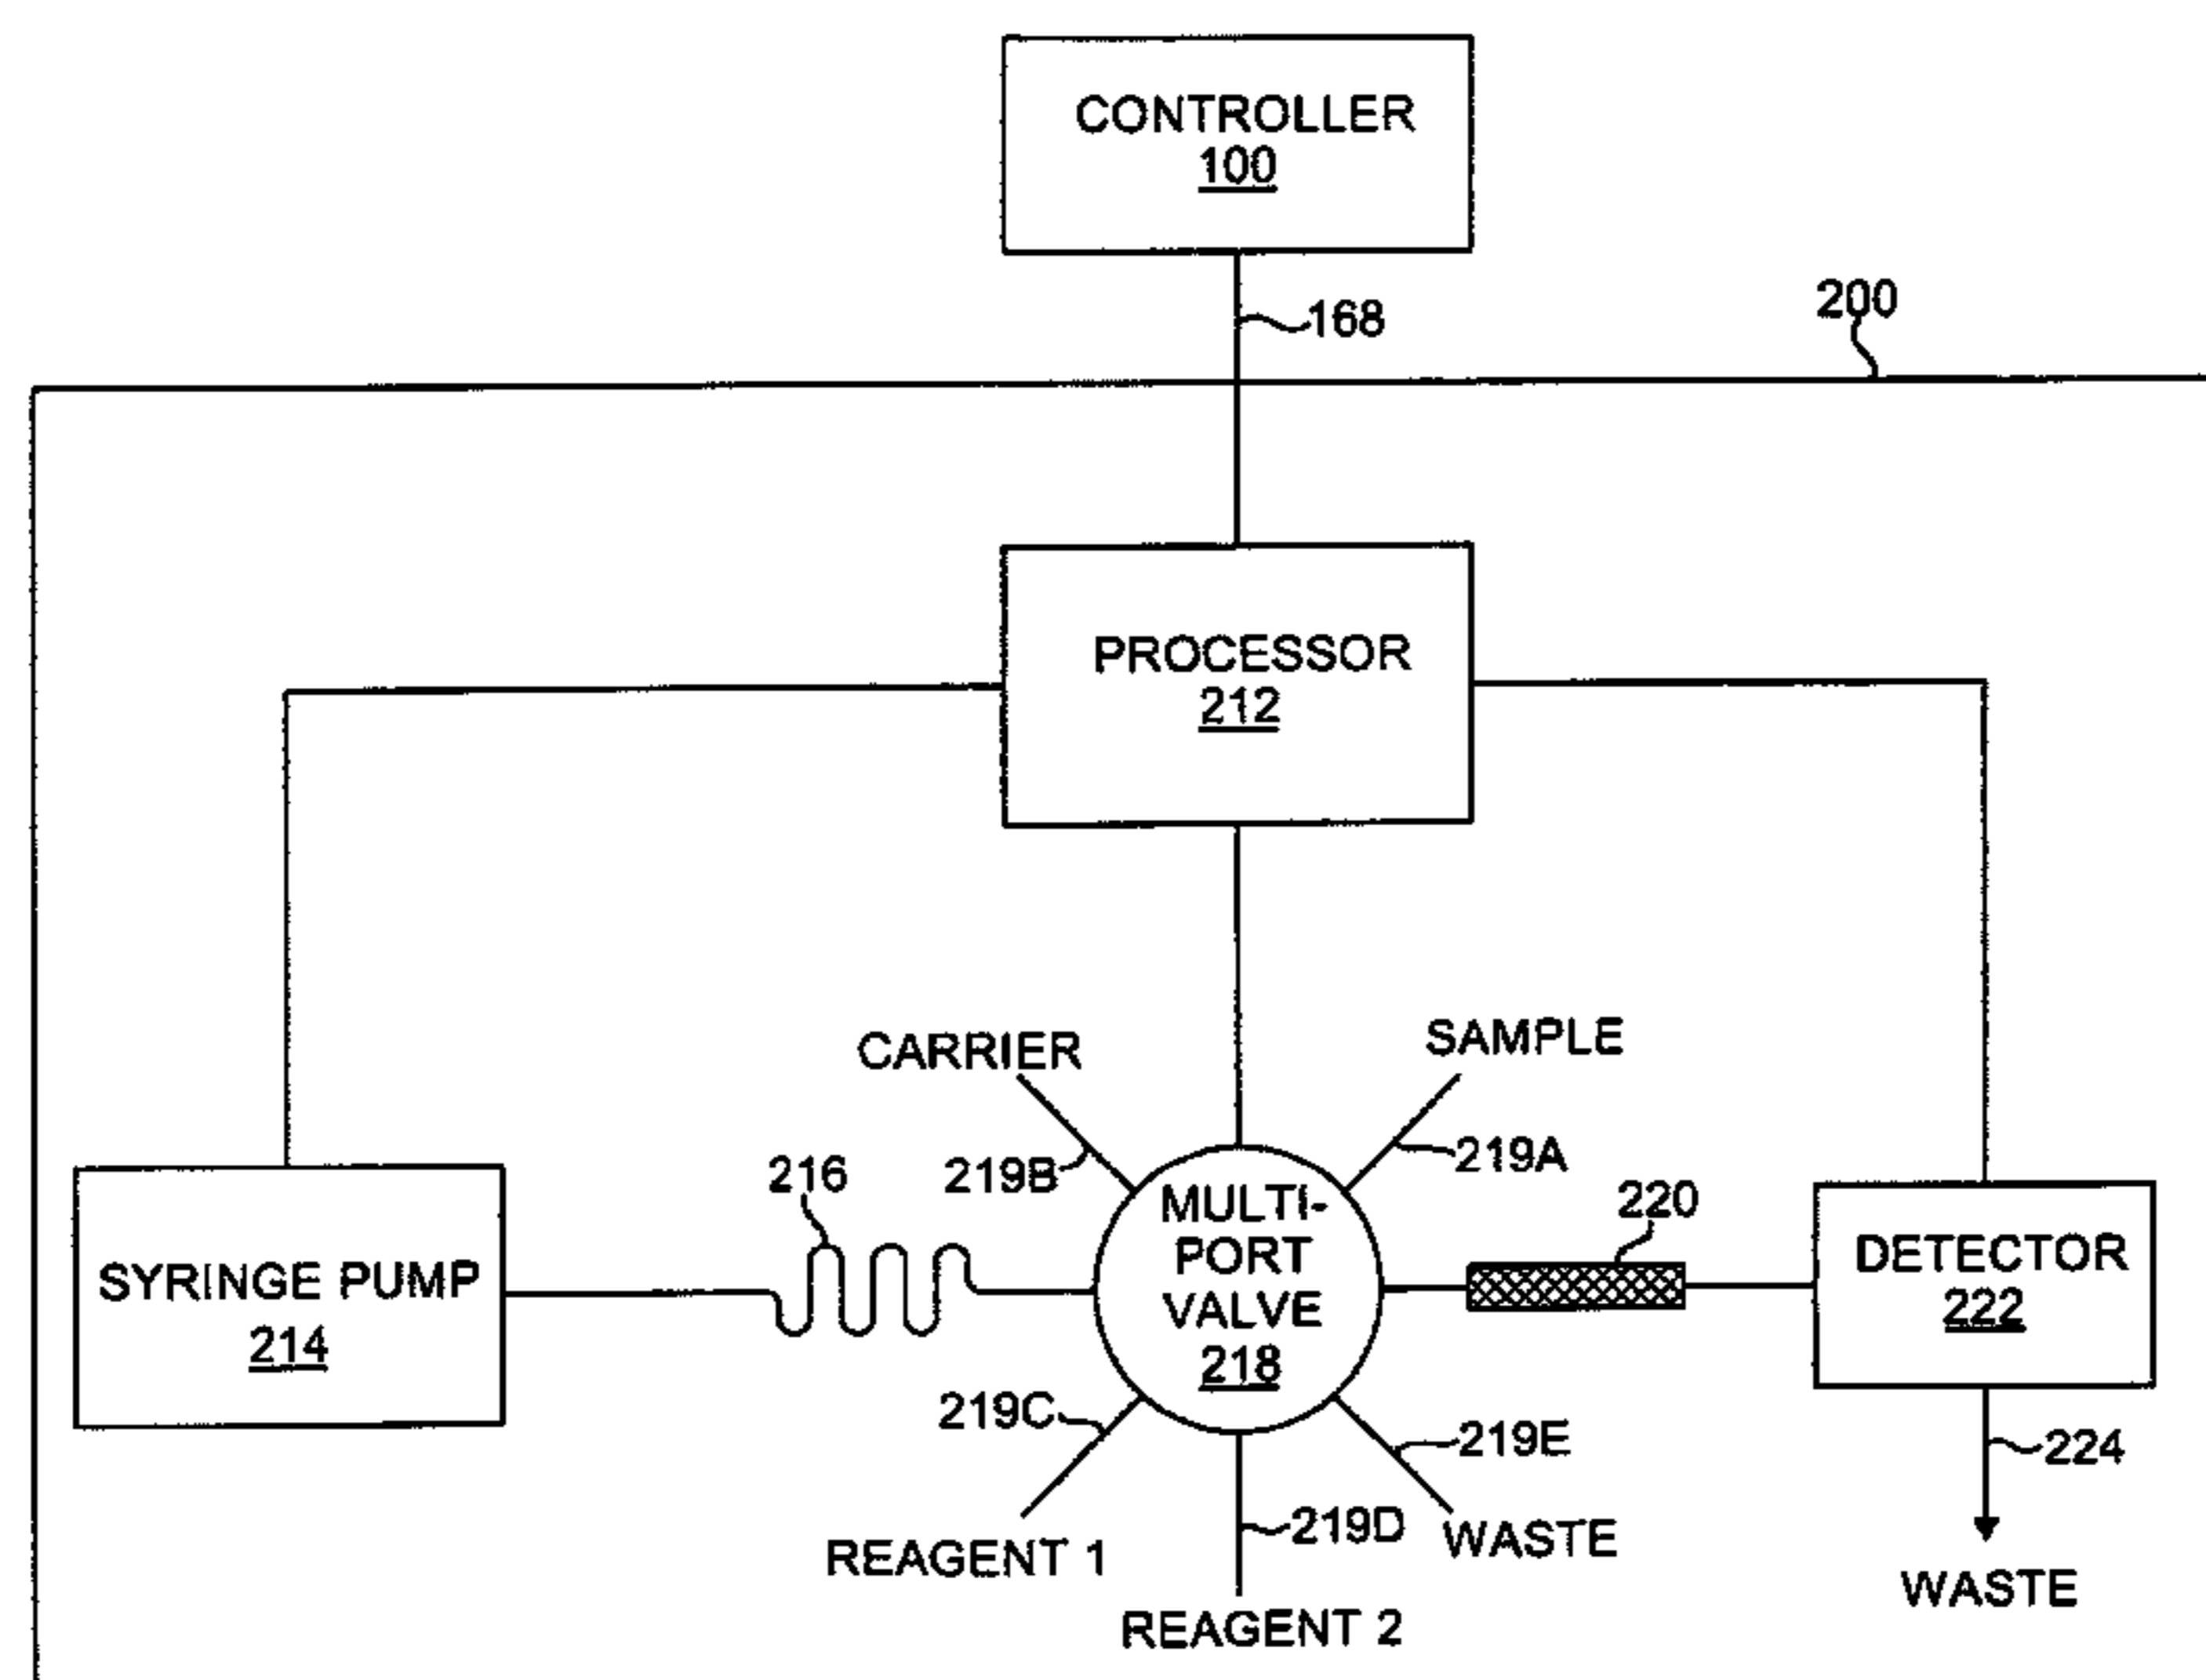 CONTROLLER
100
168
200
PROCESSOR
212
CARRIER
SAMPLE
219B
219A
216
220
MULTI-
PORT
VALVE
218
SYRINGE PUMP
214
DETECTOR
222
219C
219E
224
219D
REAGENT 1
WASTE
REAGENT 2
WASTE